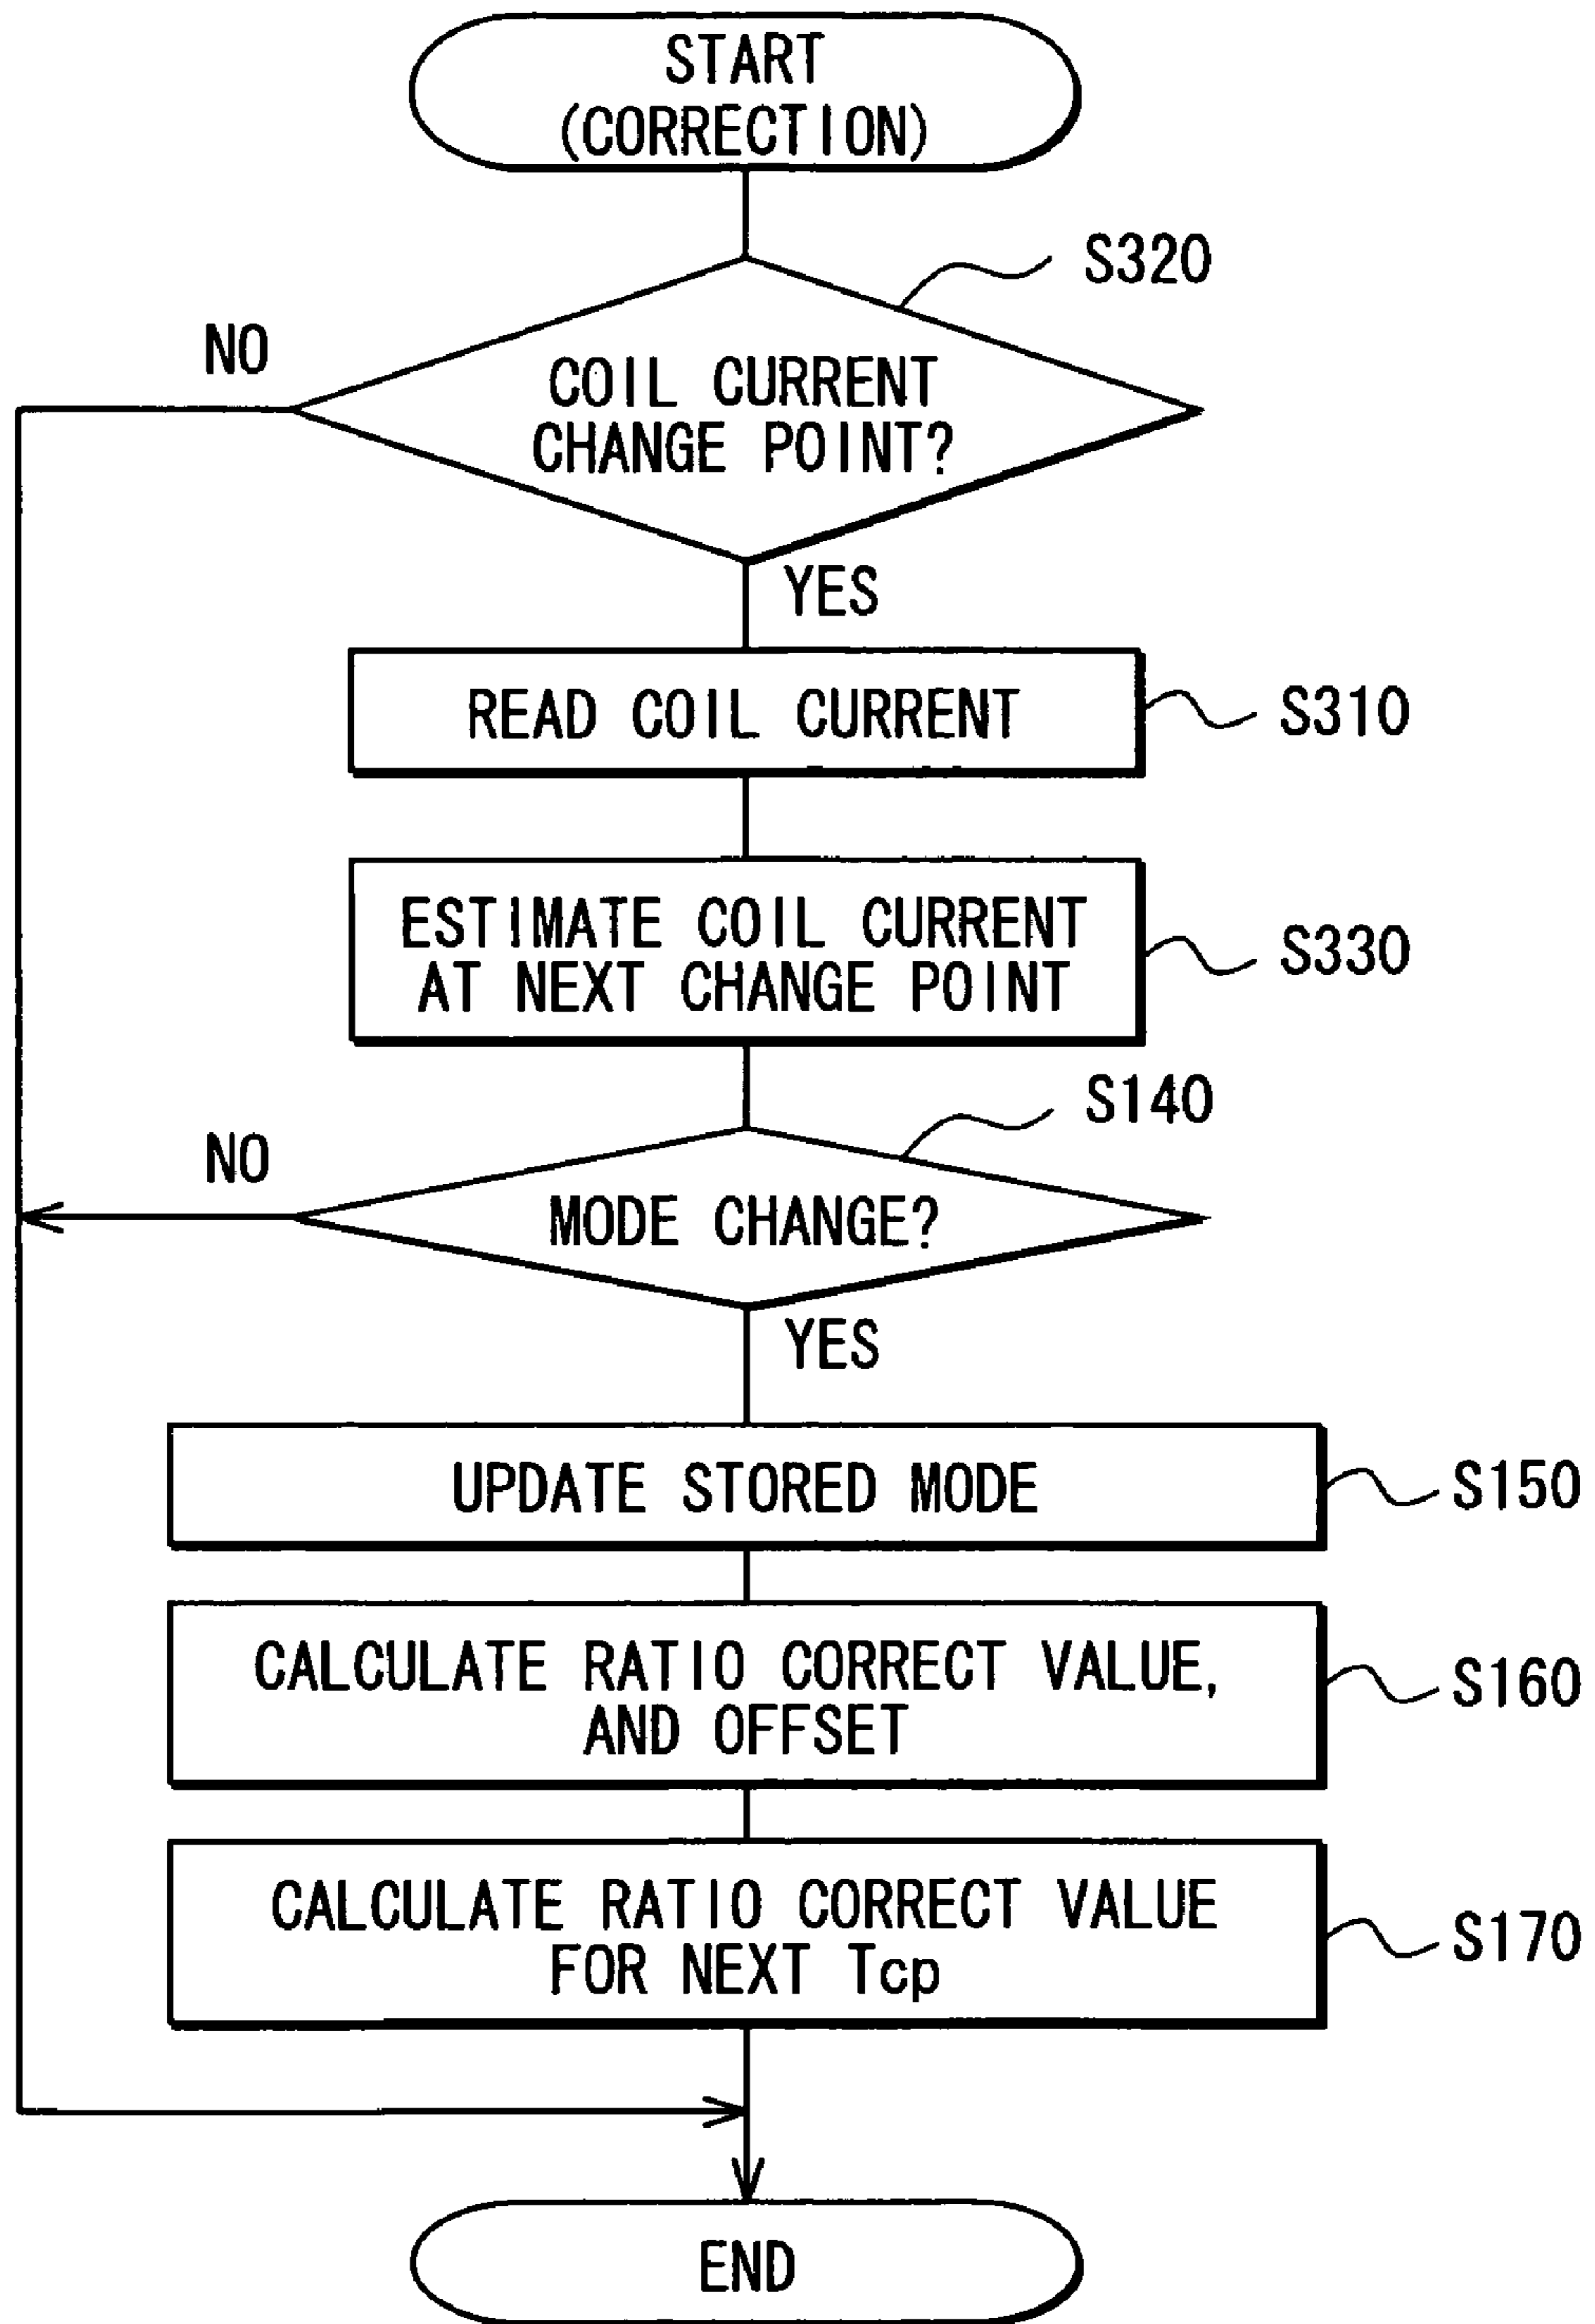 START
(CORRECTION)
S320
NO
COIL CURRENT
CHANGE POINT?
YES
READ COIL CURRENT
S310
ESTIMATE COIL CURRENT
AT NEXT CHANGE POINT
S330
S140
NO
MODE CHANGE?
YES
UPDATE STORED MODE
S150
CALCULATE RATIO CORRECT VALUE,
AND OFFSET
S160
CALCULATE RATIO CORRECT VALUE
FOR NEXT Tcp
S170
END